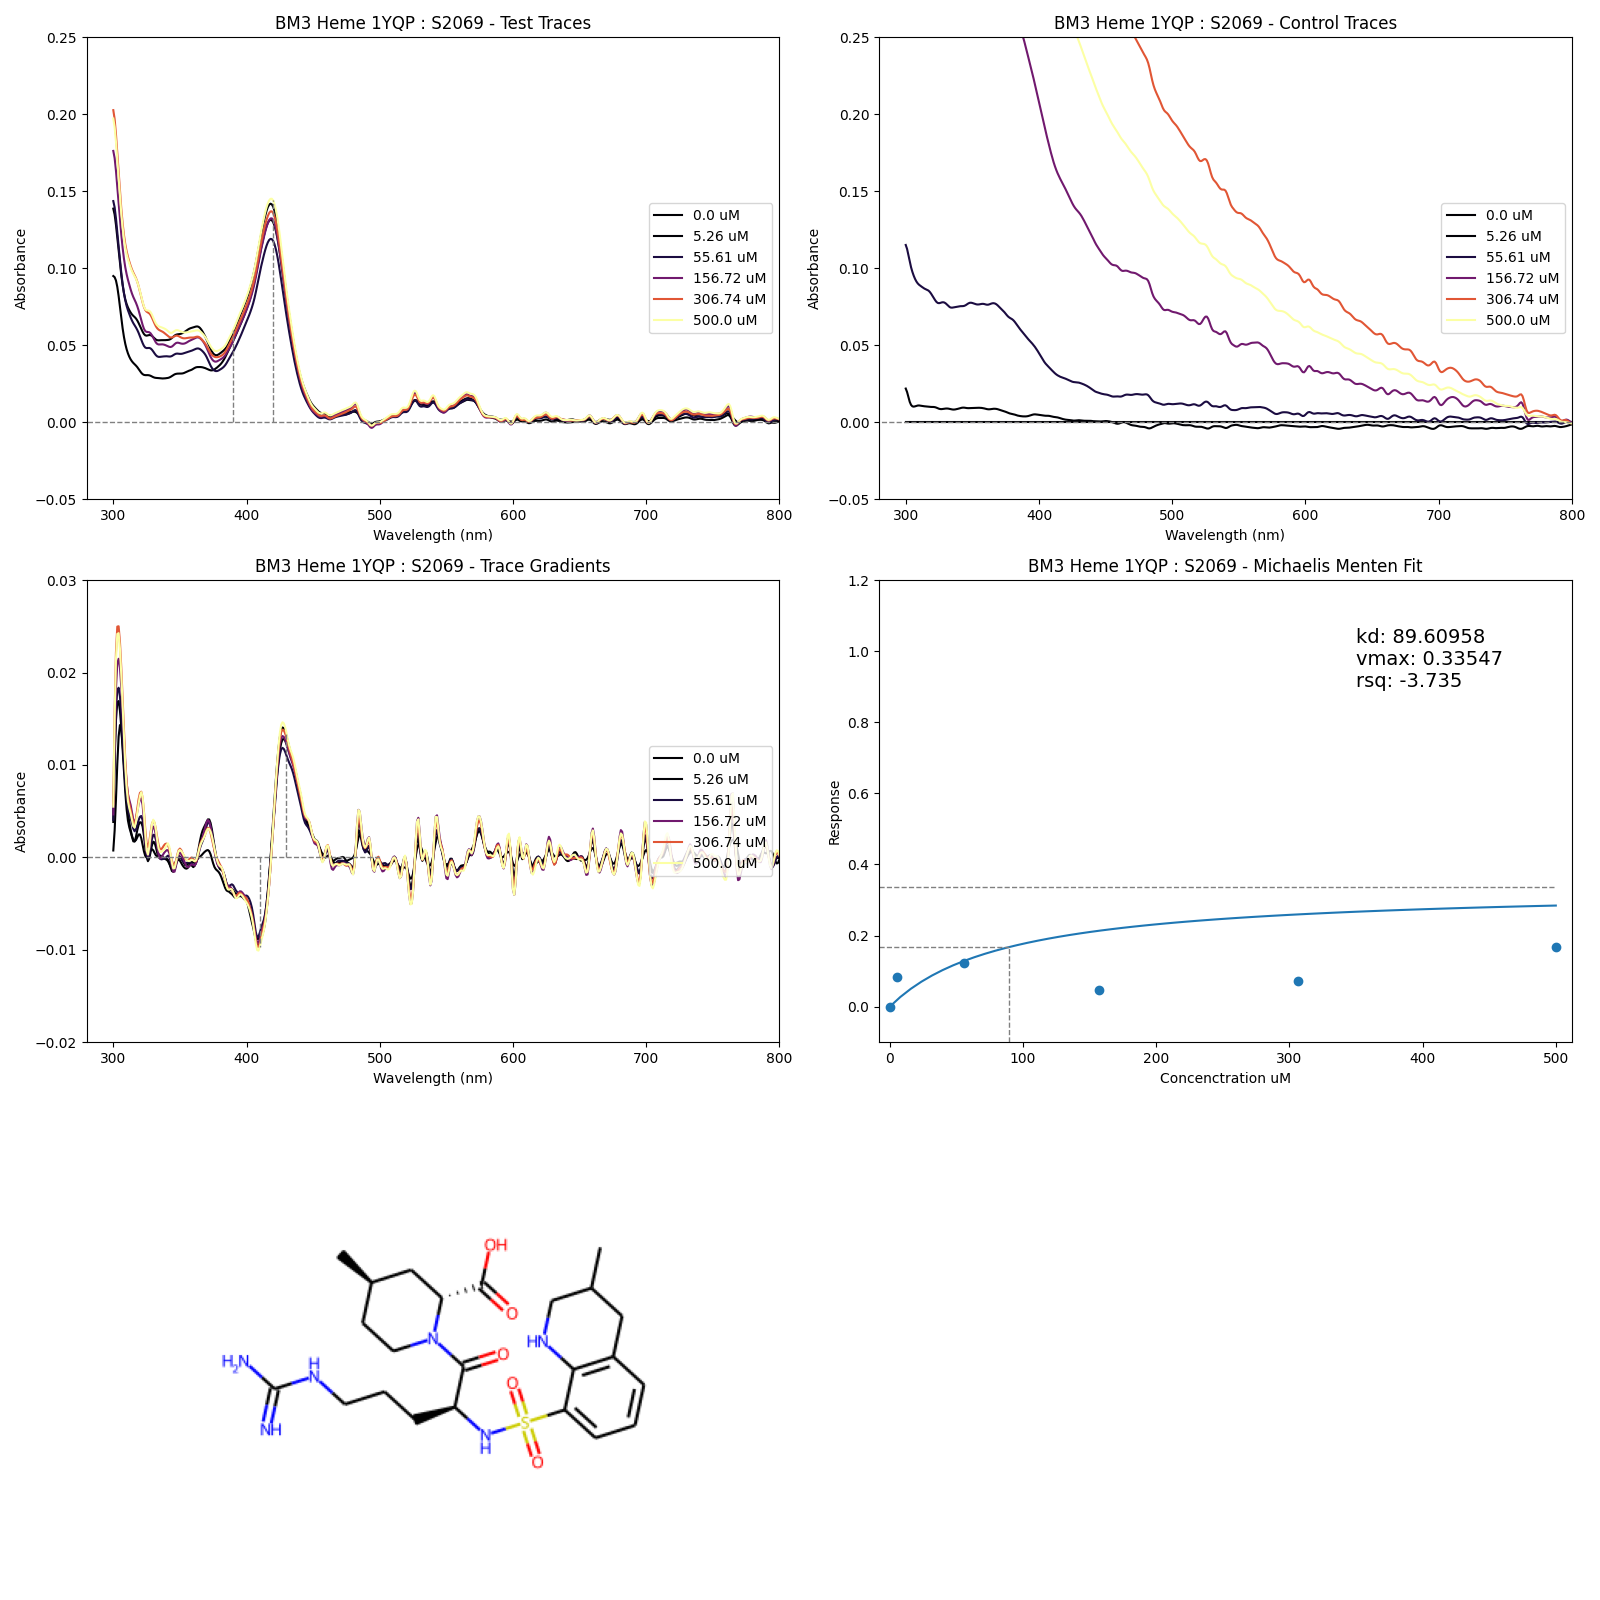 BM3 Heme 1YQP : S2069 - Test Traces
0.25
0.20
0.15
0.10
0.05
0.00
−0.05
Absorbance
300
400
500
600
700
800
Wavelength (nm)
0.0 uM
5.26 uM
55.61 uM
156.72 uM
306.74 uM
500.0 uM
BM3 Heme 1YQP : S2069 - Control Traces
0.25
0.20
0.15
0.10
0.05
0.00
−0.05
Absorbance
300
400
500
600
700
800
Wavelength (nm)
0.0 uM
5.26 uM
55.61 uM
156.72 uM
306.74 uM
500.0 uM
BM3 Heme 1YQP : S2069 - Trace Gradients
0.03
0.02
0.01
0.00
−0.01
−0.02
Absorbance
300
400
500
600
700
800
Wavelength (nm)
0.0 uM
5.26 uM
55.61 uM
156.72 uM
306.74 uM
500.0 uM
BM3 Heme 1YQP : S2069 - Michaelis Menten Fit
1.2
1.0
0.8
0.6
0.4
0.2
0.0
Response
kd: 89.60958
vmax: 0.33547
rsq: -3.735
0
100
200
300
400
500
Concenctration uM
OH
O
N
HN
H2N
H
N
O
O
NH
S
N
H
O